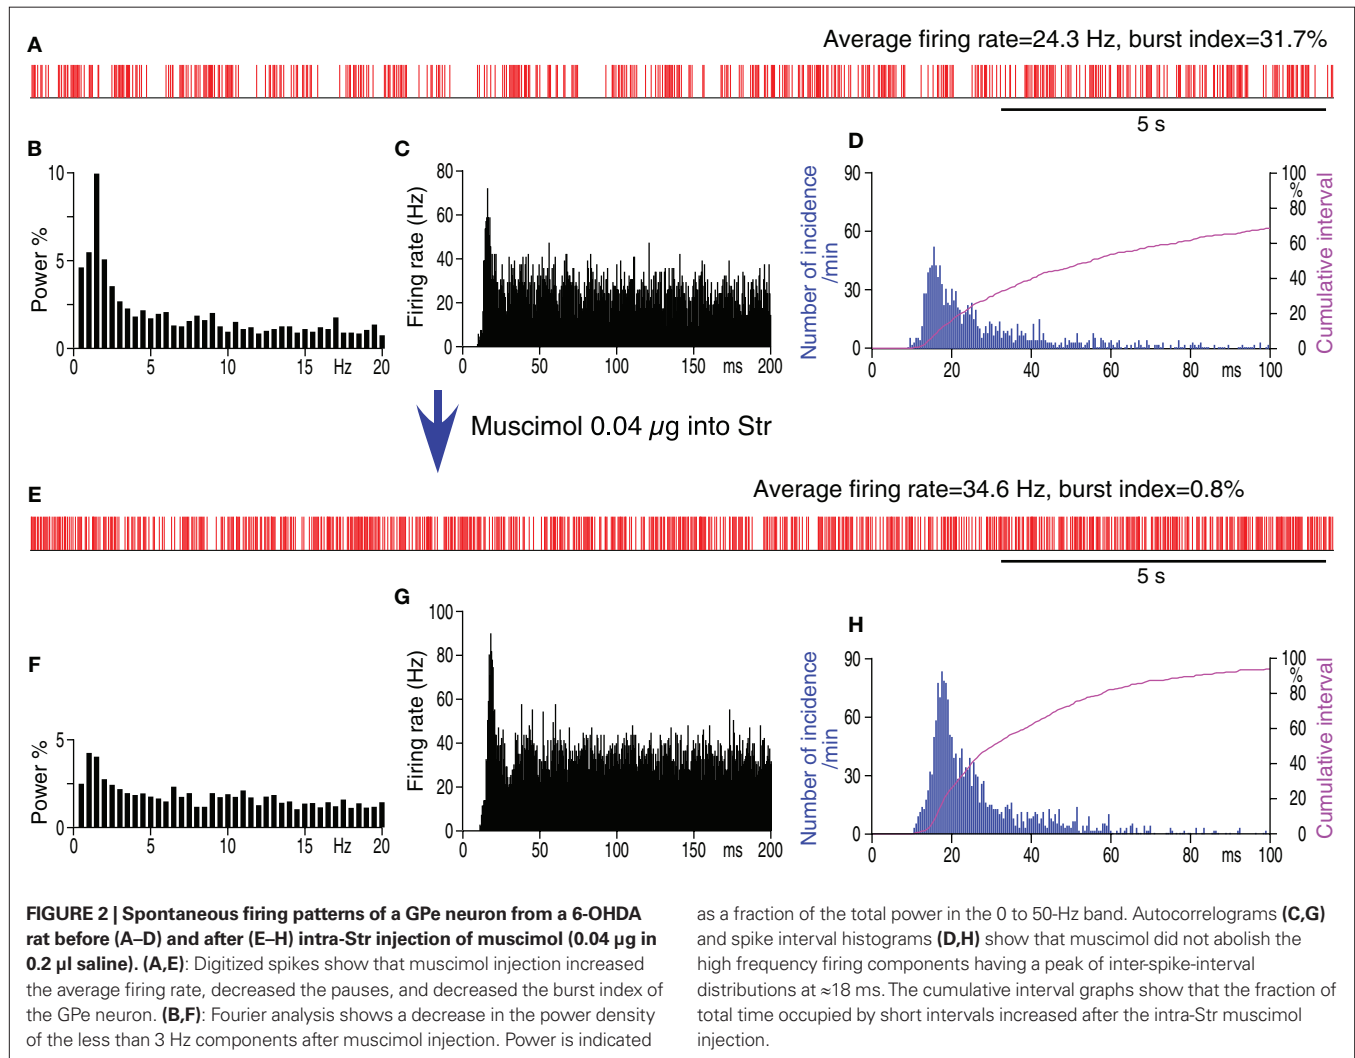 A
Average firing rate=24.3 Hz, burst index=31.7%
5 s
B
Power %
10
5
0
0 5 10 15 Hz 20
C
Firing rate (Hz)
80
60
40
20
0
0 50 100 150 ms 200
D
Number of incidence
/min
90
60
30
0
0 20 40 60 80 ms 100
100
%
80
60
40
20
0
Cumulative interval
Muscimol 0.04 µg into Str
E
Average firing rate=34.6 Hz, burst index=0.8%
5 s
F
Power %
5
0
0 5 10 15 Hz 20
G
Firing rate (Hz)
100
80
60
40
20
0
0 50 100 150 ms 200
H
Number of incidence
/min
90
60
30
0
0 20 40 60 80 ms 100
100
%
80
60
40
20
0
Cumulative interval
FIGURE 2 | Spontaneous firing patterns of a GPe neuron from a 6-OHDA
rat before (A–D) and after (E–H) intra-Str injection of muscimol (0.04 µg in
0.2 µl saline). (A,E): Digitized spikes show that muscimol injection increased
the average firing rate, decreased the pauses, and decreased the burst index of
the GPe neuron. (B,F): Fourier analysis shows a decrease in the power density
of the less than 3 Hz components after muscimol injection. Power is indicated
as a fraction of the total power in the 0 to 50-Hz band. Autocorrelograms (C,G)
and spike interval histograms (D,H) show that muscimol did not abolish the
high frequency firing components having a peak of inter-spike-interval
distributions at ≈18 ms. The cumulative interval graphs show that the fraction of
total time occupied by short intervals increased after the intra-Str muscimol
injection.